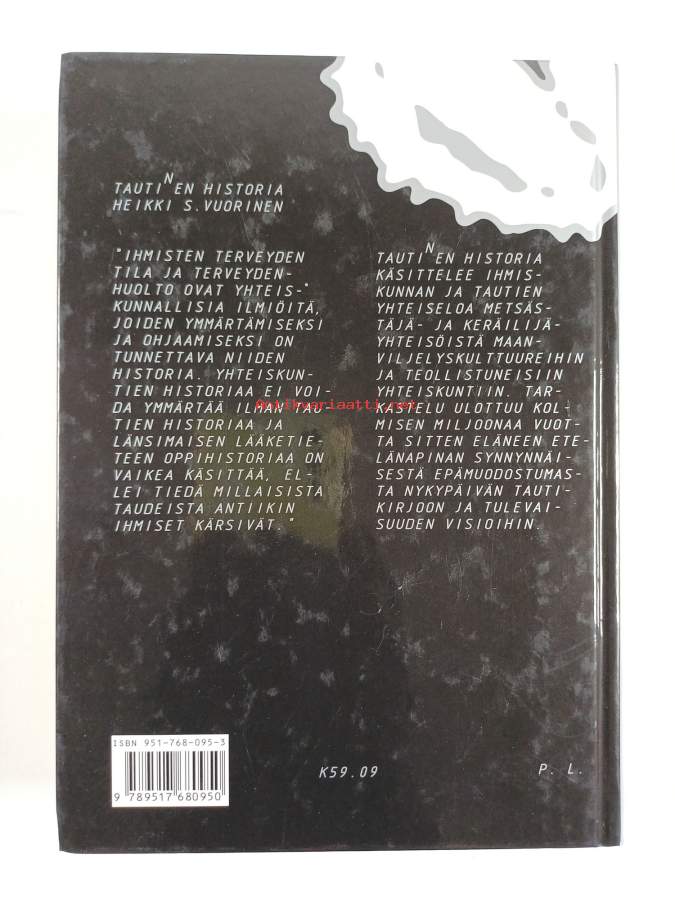 TAUTINEN HISTORIA
HEIKKI S.VUORINEN
"IHMISTEN TERVEYDEN
TILA JA TERVEYDEN-
HUOLTO OVAT YHTEIS-"
KUNNALLISIA ILMIÖITÄ,
JOIDEN YMMÄRTÄMISEKSI
JA OHJAAMISEKSI ON
TUNNETTAVA NIIDEN
HISTORIA. YHTEISKUN-
TIEN HISTORIAA EI VOI-
DA YMMÄRTÄÄ ILMAN TAU-
TIEN HISTORIAA JA
LÄNSIMAISEN LÄÄKETIE-
TEEN OPPIHISTORIAA ON
VAIKEA KÄSITTÄÄ, EL-
LEI TIEDÄ MILLAISISTA
TAUDEISTA ANTIIKIN
IHMISET KÄRSIVÄT."
TAUTINEN HISTORIA
KÄSITTELEE IHMIS-
KUNNAN JA TAUTIEN
YHTEISELOA METSÄS-
TÄJÄ- JA KERÄILIJÄ-
YHTEISÖISTÄ MAAN-
VILJELYSKULTTUUREIHIN
JA TEOLLISTUNEISIIN
YHTEISKUNTIIN. TAR-
KASTELU ULOTTUU KOL-
MISEN MILJOONAA VUOT-
TA SITTEN ELÄNEEN ETE-
LÄNAPINAN SYNNYNNÄI-
SESTÄ EPÄMUODOSTUMAS-
TA NYKYPÄIVÄN TAUTI-
KIRJOON JA TULEVAI-
SUUDEN VISIOIHIN.
Antikvariaatti.net
ISBN 951-768-095-3
9 789517 680950
K59.09
P. L.